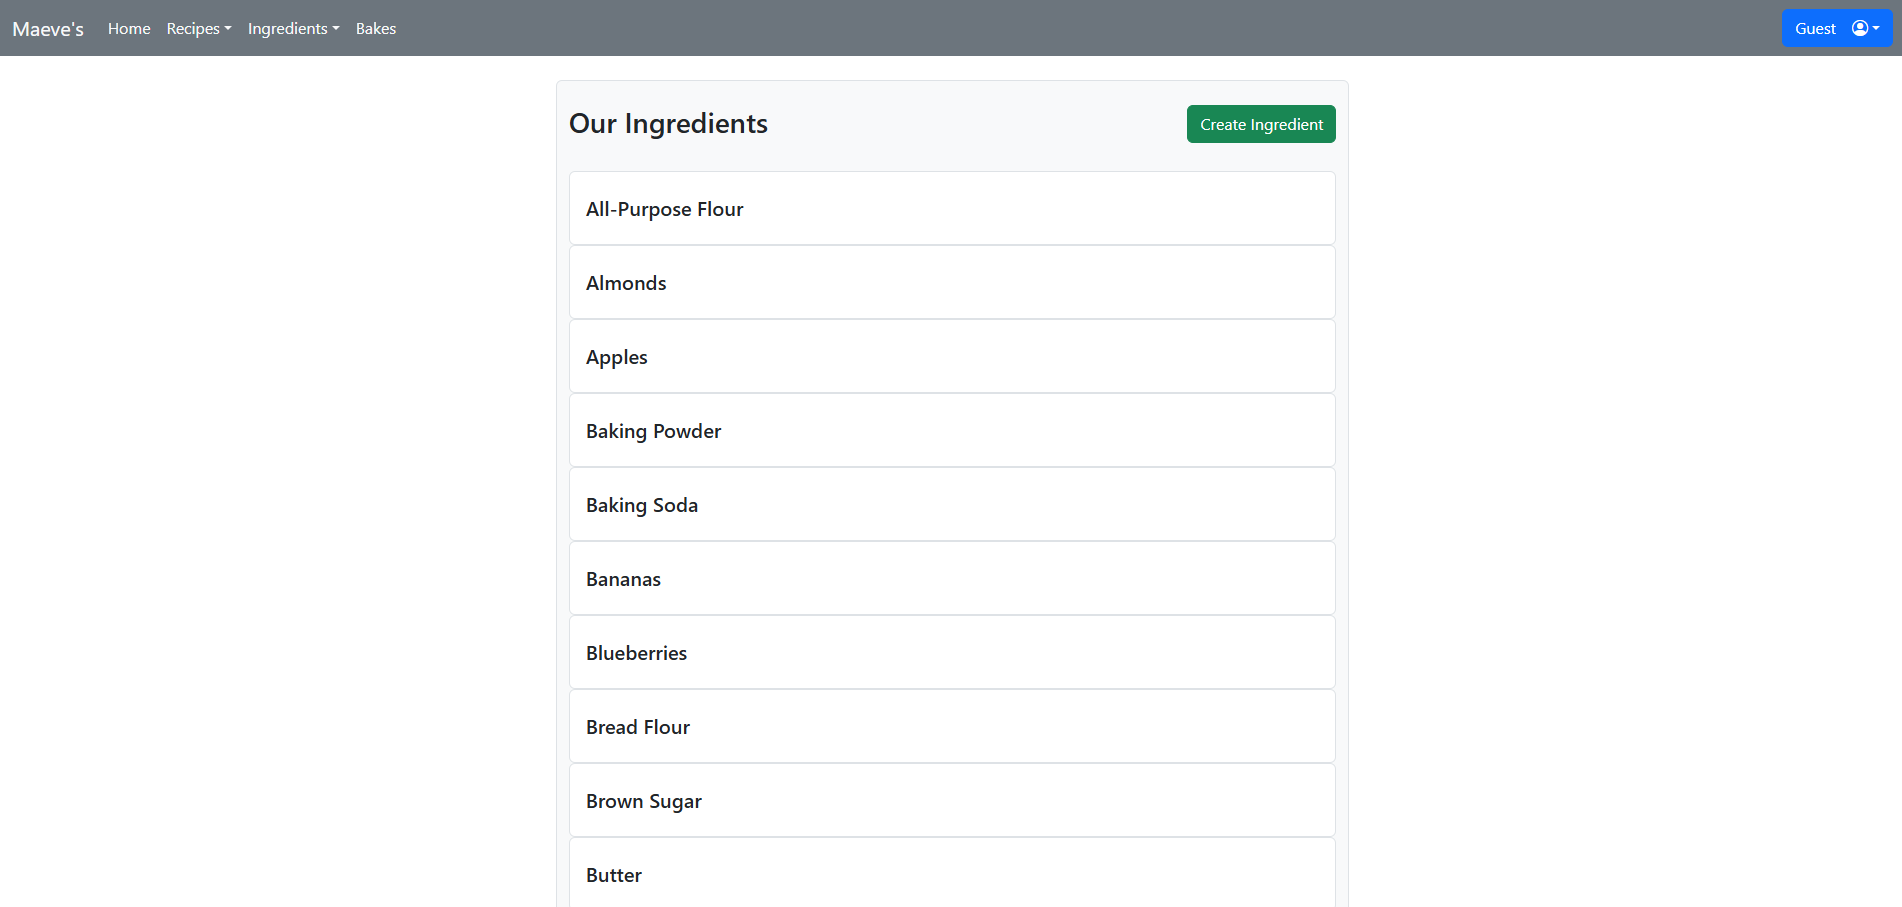 Maeve's Home Recipes Ingredients Bakes Guest
Our Ingredients Create Ingredient
All-Purpose Flour
Almonds
Apples
Baking Powder
Baking Soda
Bananas
Blueberries
Bread Flour
Brown Sugar
Butter